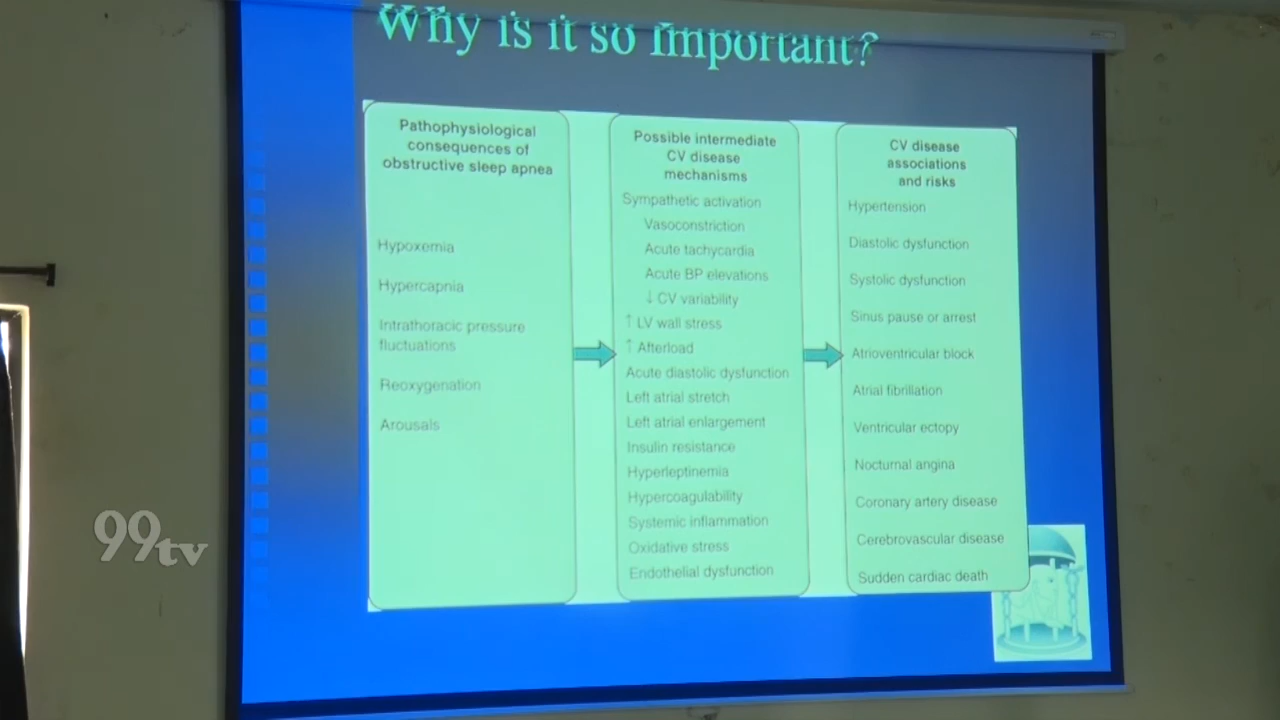 Why is it so important?
Pathophysiological
consequences of
obstructive sleep apnea
Hypoxemia
Hypercapnia
Intrathoracic pressure
fluctuations
Reoxygenation
Arousals
Possible intermediate
CV disease
mechanisms
Sympathetic activation
Vasoconstriction
Acute tachycardia
Acute BP elevations
↓ CV variability
↑ LV wall stress
↑ Afterload
Acute diastolic dysfunction
Left atrial stretch
Left atrial enlargement
Insulin resistance
Hyperleptinemia
Hypercoagulability
Systemic inflammation
Oxidative stress
Endothelial dysfunction
CV disease
associations
and risks
Hypertension
Diastolic dysfunction
Systolic dysfunction
Sinus pause or arrest
Atrioventricular block
Atrial fibrillation
Ventricular ectopy
Nocturnal angina
Coronary artery disease
Cerebrovascular disease
Sudden cardiac death
99tv